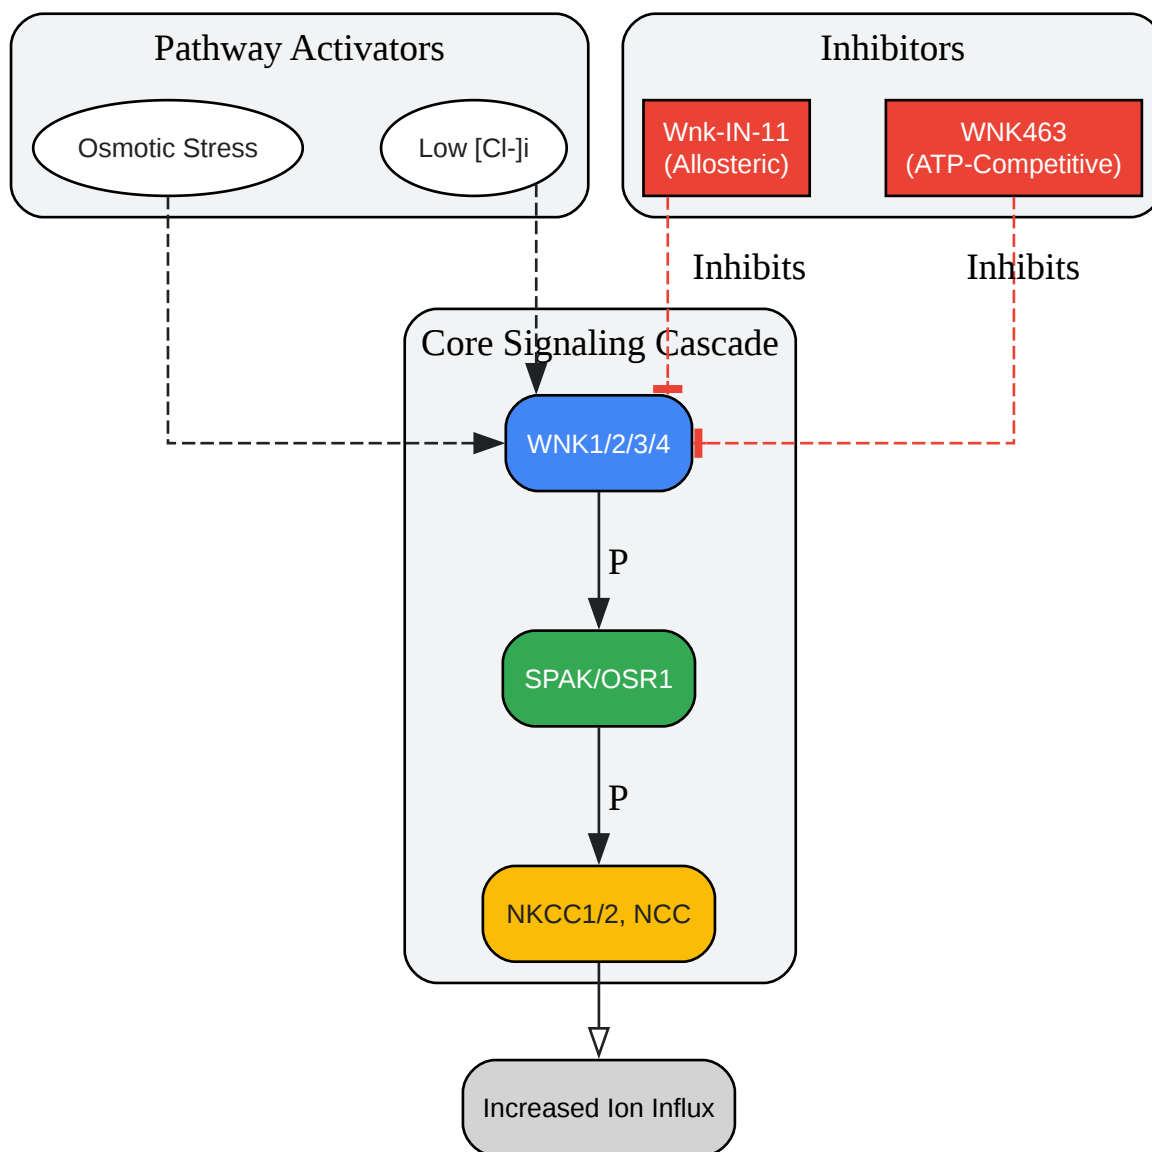 Pathway Activators
Inhibitors
Osmotic Stress
Low [Cl-]i
Wnk-IN-11
(Allosteric)
WNK463
(ATP-Competitive)
Inhibits
Inhibits
Core Signaling Cascade
WNK1/2/3/4
P
SPAK/OSR1
P
NKCC1/2, NCC
Increased Ion Influx